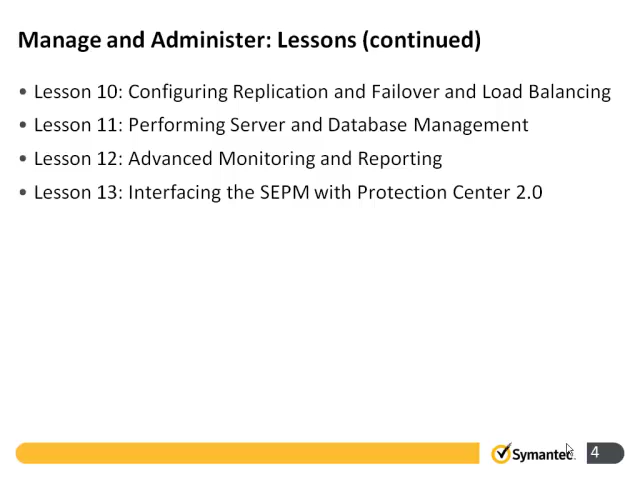 Manage and Administer: Lessons (continued)
• Lesson 10: Configuring Replication and Failover and Load Balancing
• Lesson 11: Performing Server and Database Management
• Lesson 12: Advanced Monitoring and Reporting
• Lesson 13: Interfacing the SEPM with Protection Center 2.0
Symantec.
4